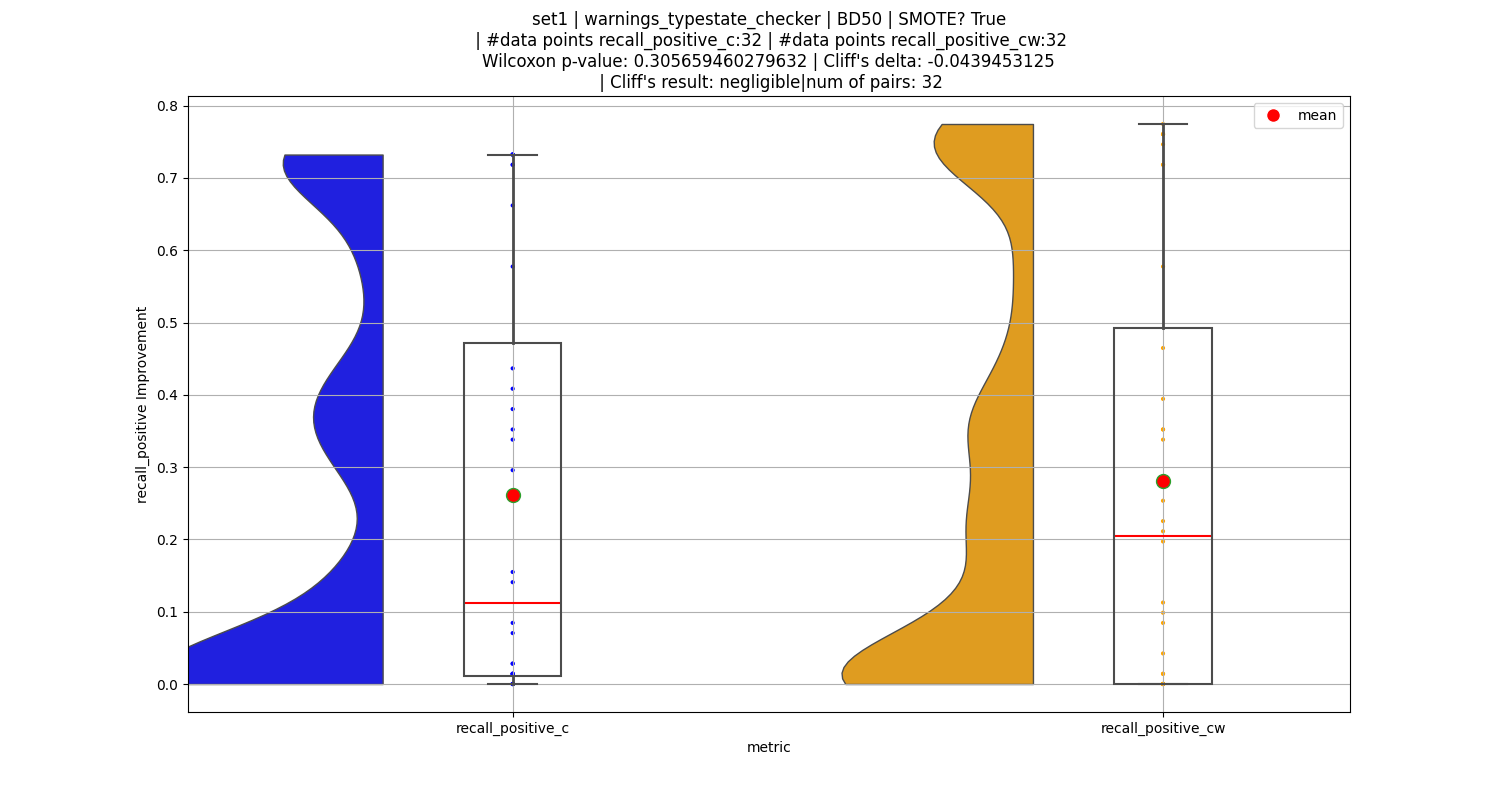 set1 | warnings_typestate_checker | BD50 | SMOTE? True
| #data points recall_positive_c:32 | #data points recall_positive_cw:32
Wilcoxon p-value: 0.305659460279632 | Cliff's delta: -0.0439453125
| Cliff's result: negligible|num of pairs: 32
mean
0.8
0.7
0.6
0.5
0.4
0.3
0.2
0.1
0.0
recall_positive Improvement
recall_positive_c
recall_positive_cw
metric